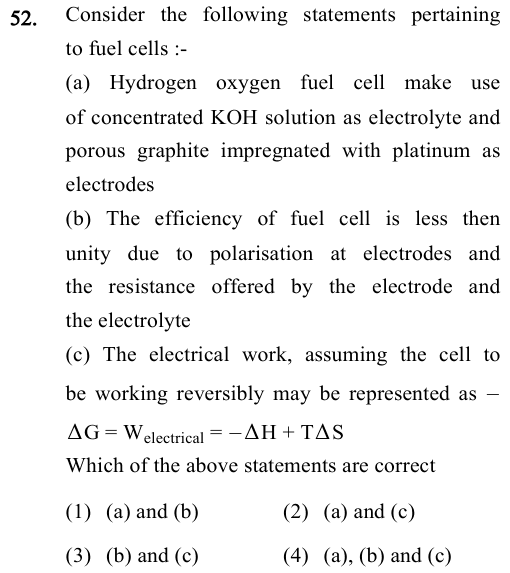 52. Consider the following statements pertaining
to fuel cells :-
(a) Hydrogen oxygen fuel cell make use
of concentrated KOH solution as electrolyte and
porous graphite impregnated with platinum as
electrodes
(b) The efficiency of fuel cell is less then
unity due to polarisation at electrodes and
the resistance offered by the electrode and
the electrolyte
(c) The electrical work, assuming the cell to
be working reversibly may be represented as –
ΔG = W_electrical = –ΔH + TΔS
Which of the above statements are correct
(1) (a) and (b) (2) (a) and (c)
(3) (b) and (c) (4) (a), (b) and (c)